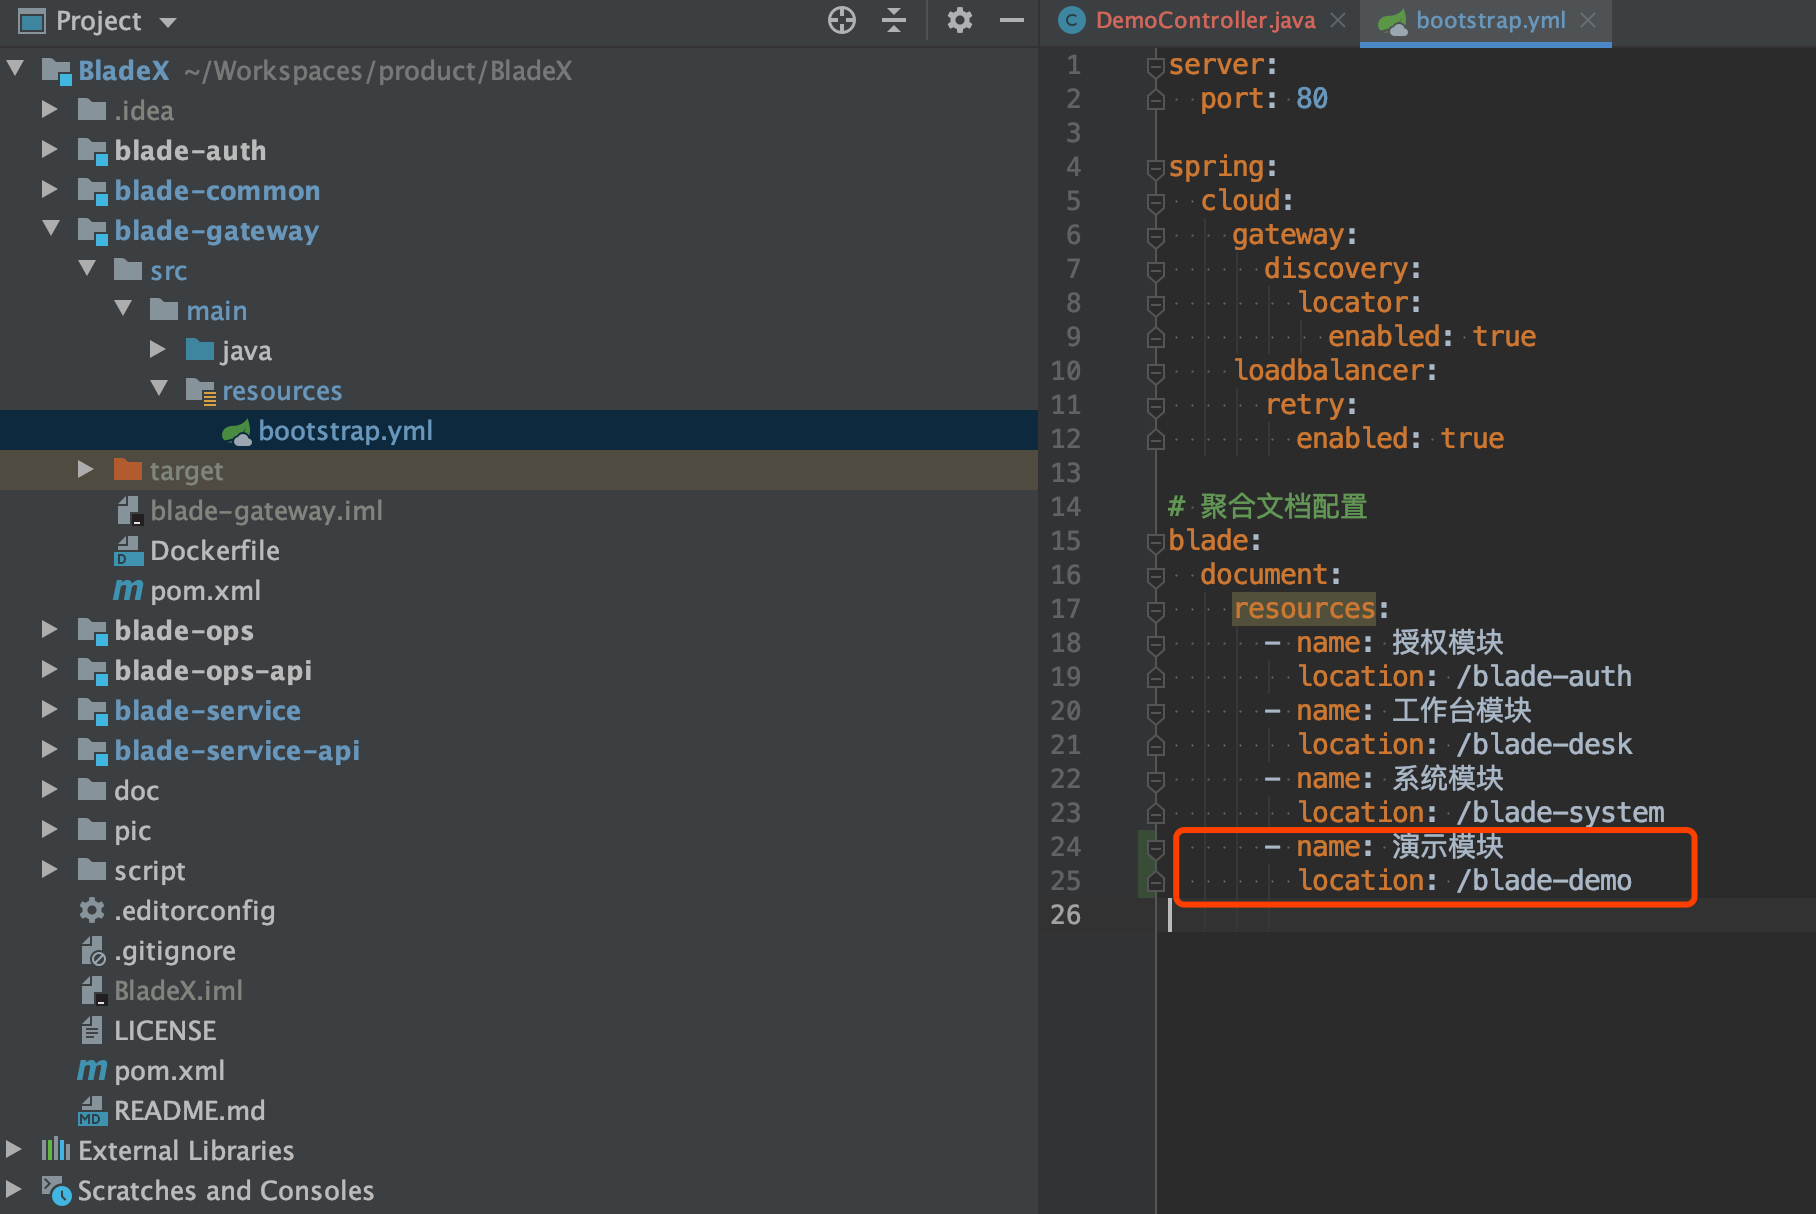 Project
BladeX ~/Workspaces/product/BladeX
.idea
blade-auth
blade-common
blade-gateway
src
main
java
resources
bootstrap.yml
target
blade-gateway.iml
Dockerfile
pom.xml
blade-ops
blade-ops-api
blade-service
blade-service-api
doc
pic
script
.editorconfig
.gitignore
BladeX.iml
LICENSE
pom.xml
README.md
External Libraries
Scratches and Consoles
DemoController.java bootstrap.yml
1 server:
2   port: 80
3
4 spring:
5   cloud:
6     gateway:
7       discovery:
8         locator:
9           enabled: true
10     loadbalancer:
11       retry:
12         enabled: true
13
14 # 聚合文档配置
15 blade:
16   document:
17     resources:
18       - name: 授权模块
19         location: /blade-auth
20       - name: 工作台模块
21         location: /blade-desk
22       - name: 系统模块
23         location: /blade-system
24       - name: 演示模块
25         location: /blade-demo
26